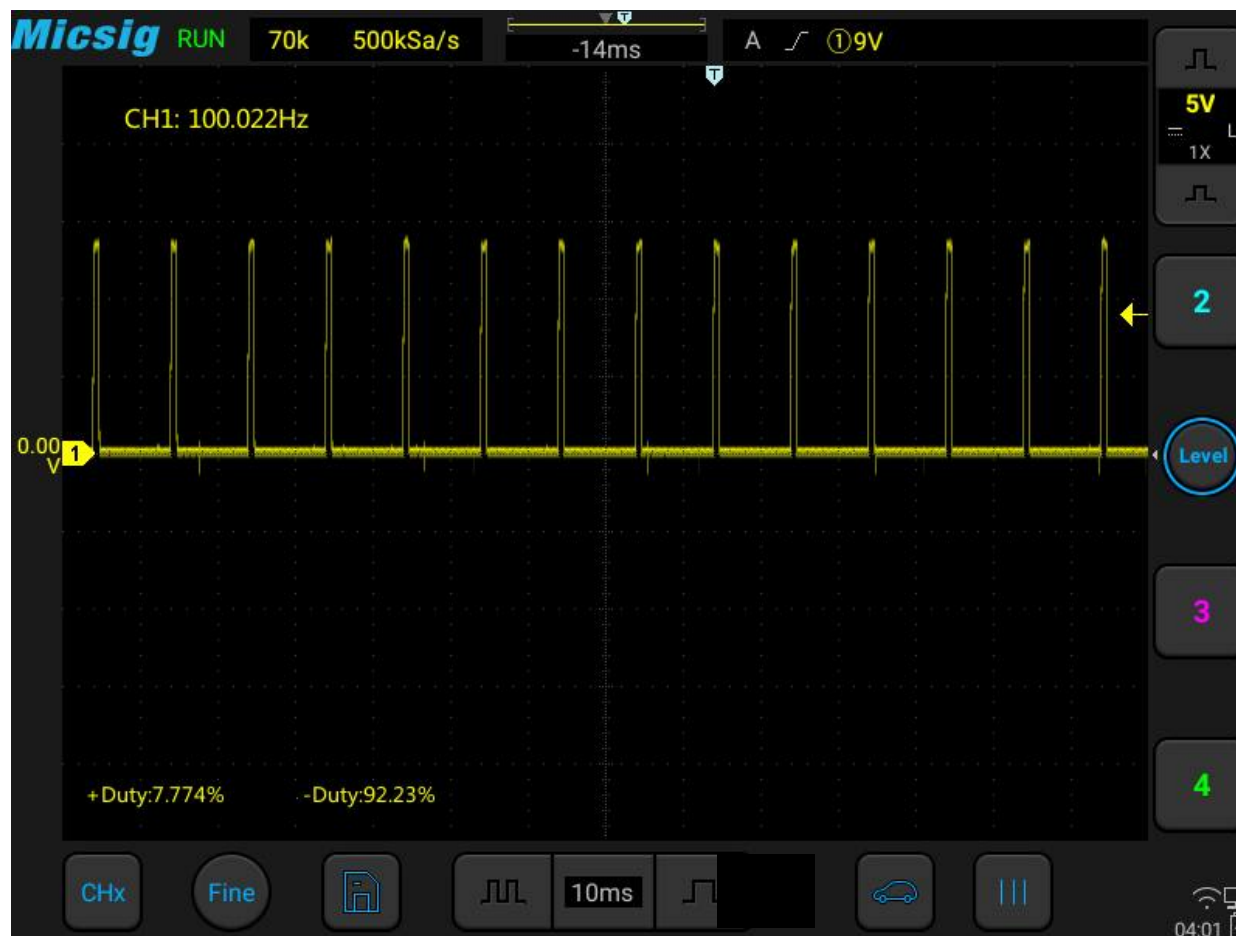 Micsig RUN 70k 500kSa/s -14ms A ①9V
T
T
CH1: 100.022Hz
5V
L
1X
2
0.00
V
1
Level
3
4
+Duty:7.774% -Duty:92.23%
CHx Fine 10ms
04:01